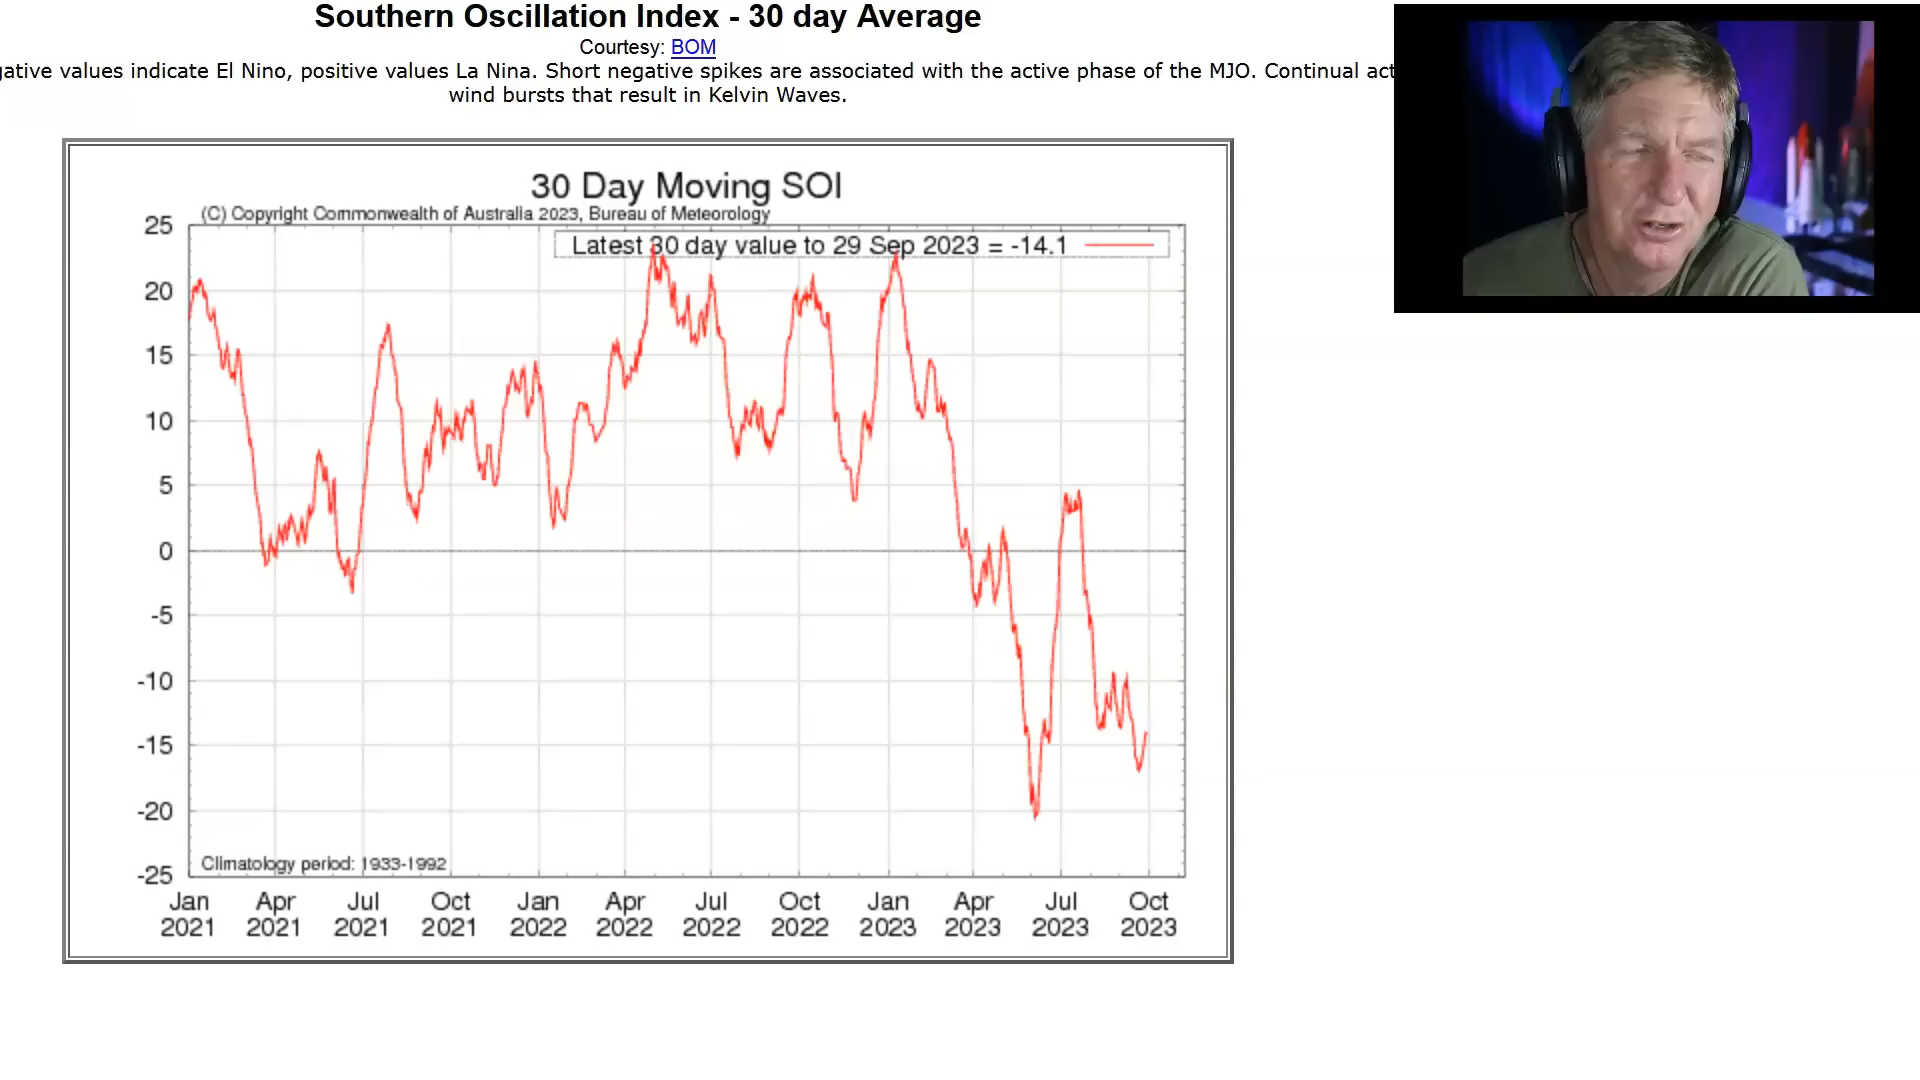 Southern Oscillation Index - 30 day Average
Courtesy: BOM
ative values indicate El Nino, positive values La Nina. Short negative spikes are associated with the active phase of the MJO. Continual act
wind bursts that result in Kelvin Waves.
30 Day Moving SOI
(C) Copyright Commonwealth of Australia 2023, Bureau of Meteorology
Latest 30 day value to 29 Sep 2023 = -14.1
25
20
15
10
5
0
-5
-10
-15
-20
-25
Climatology period: 1933-1992
Jan Apr Jul Oct Jan Apr Jul Oct Jan Apr Jul Oct
2021 2021 2021 2021 2022 2022 2022 2022 2023 2023 2023 2023